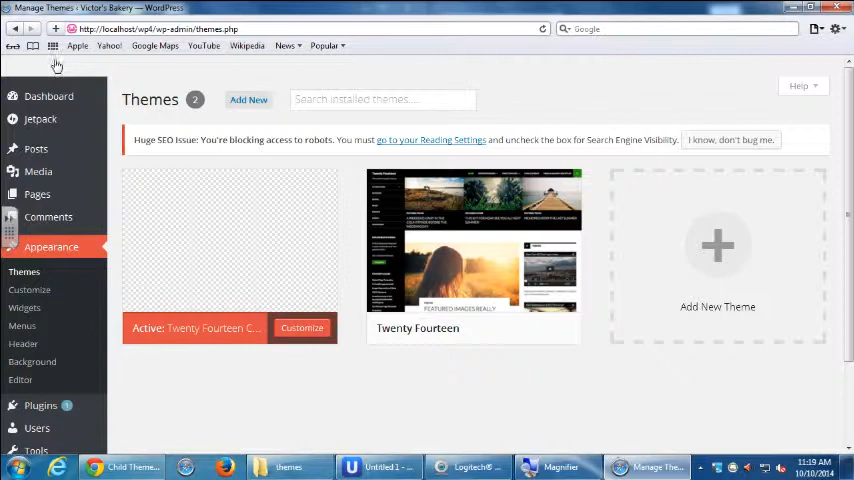 Manage Themes ‹ Victor's Bakery — WordPress
http://localhost/wp4/wp-admin/themes.php
Google
Apple Yahoo! Google Maps YouTube Wikipedia News Popular
Dashboard
Jetpack
Posts
Media
Pages
Comments
Appearance
Themes
Customize
Widgets
Menus
Header
Background
Editor
Plugins 1
Users
Tools
Themes 2 Add New Search installed themes....
Help
Huge SEO Issue: You're blocking access to robots. You must go to your Reading Settings and uncheck the box for Search Engine Visibility. I know, don't bug me.
FEATURED IMAGES REALLY
Active: Twenty Fourteen C... Customize
Twenty Fourteen
Add New Theme
Child Theme... themes Untitled 1 - ... Logitech® ... Magnifier Manage The...
11:19 AM
10/10/2014